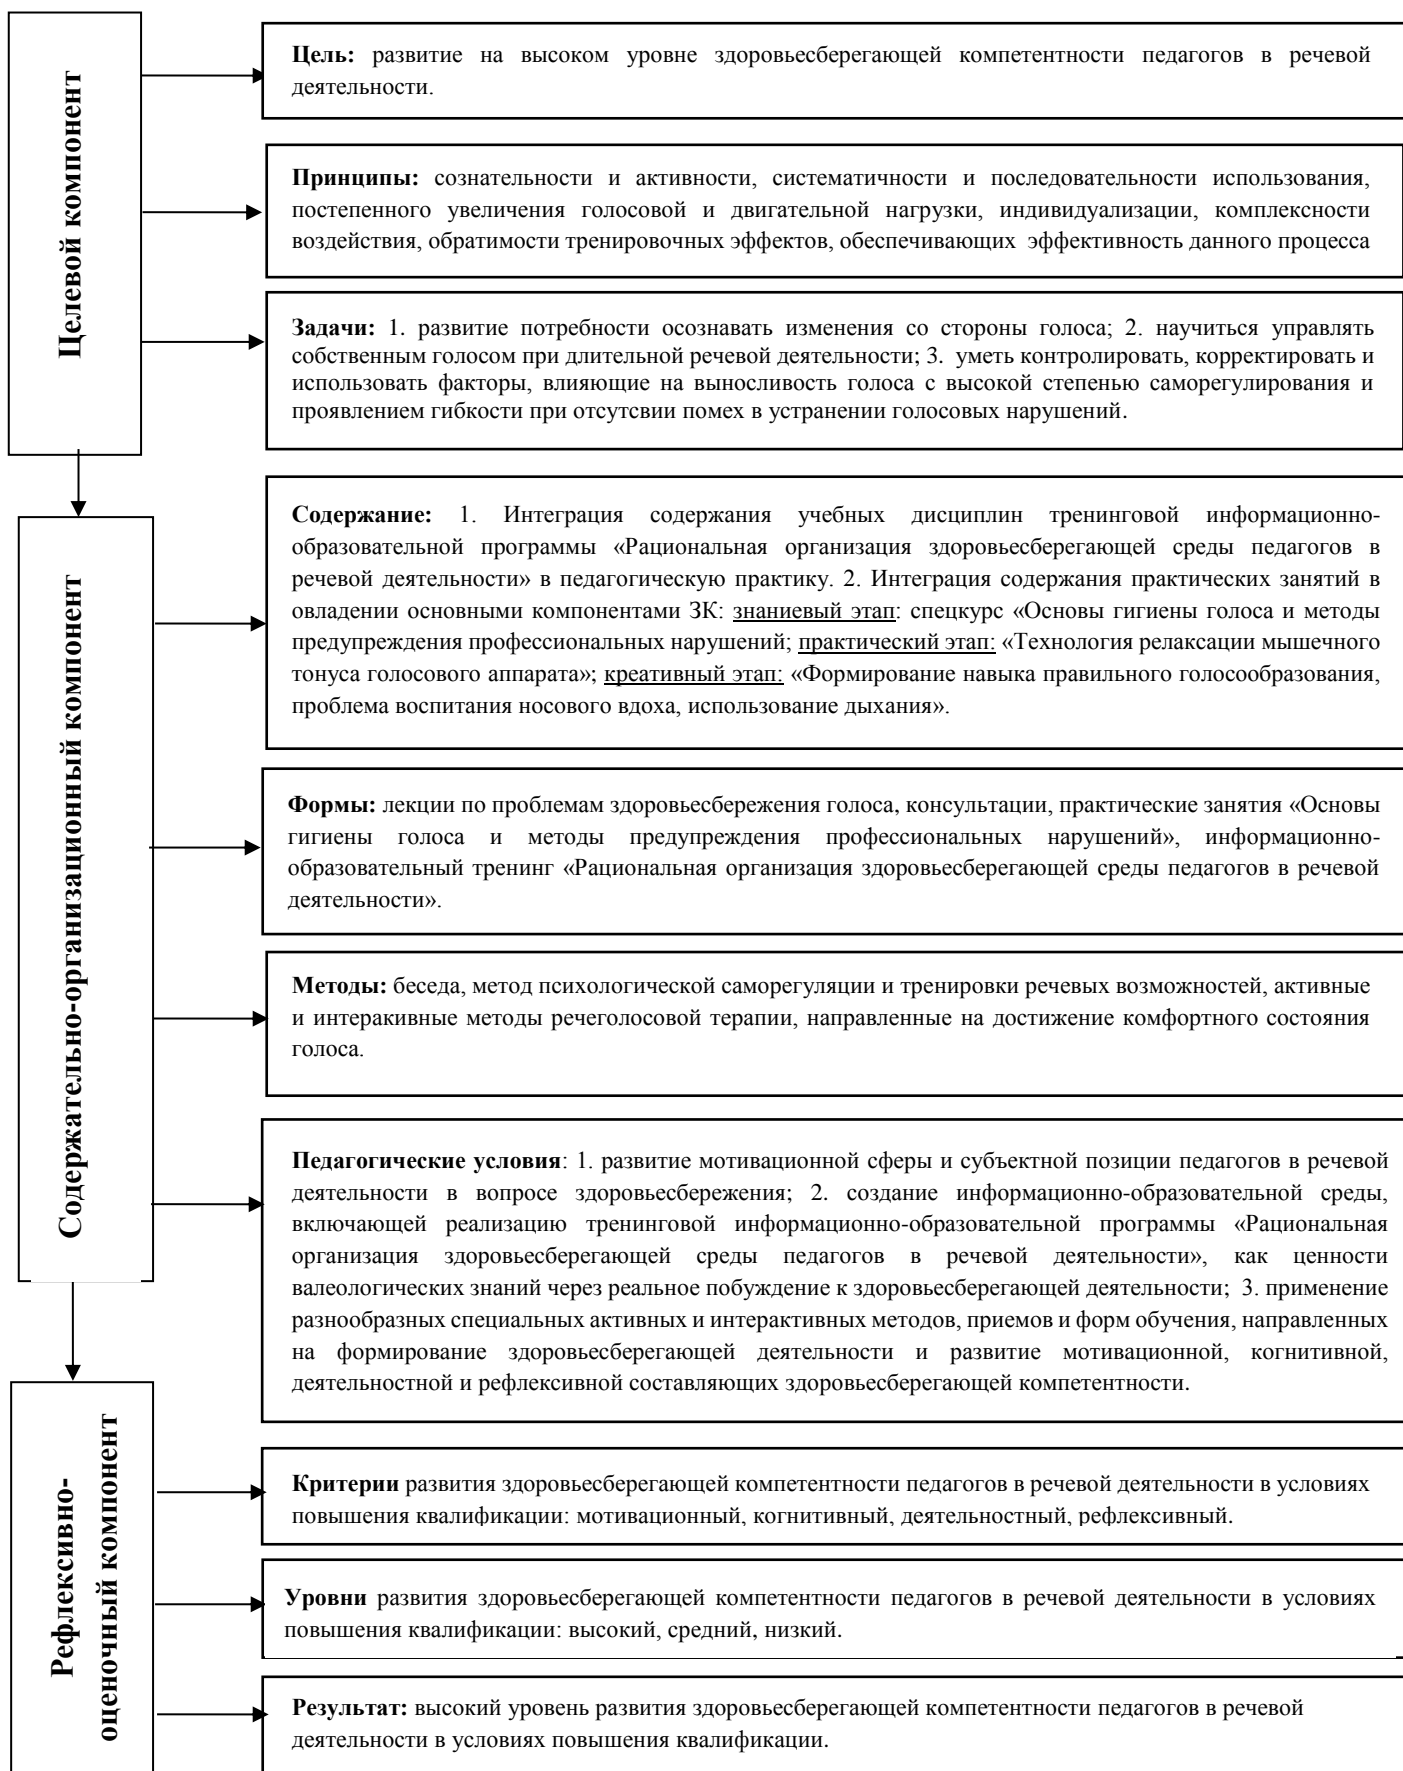 Целевой компонент
Цель: развитие на высоком уровне здоровьесберегающей компетентности педагогов в речевой
деятельности.
Принципы: сознательности и активности, систематичности и последовательности использования,
постепенного увеличения голосовой и двигательной нагрузки, индивидуализации, комплексности
воздействия, обратимости тренировочных эффектов, обеспечивающих эффективность данного процесса
Задачи: 1. развитие потребности осознавать изменения со стороны голоса; 2. научиться управлять
собственным голосом при длительной речевой деятельности; 3. уметь контролировать, корректировать и
использовать факторы, влияющие на выносливость голоса с высокой степенью саморегулирования и
проявлением гибкости при отсутсвии помех в устранении голосовых нарушений.
Содержательно-организационный компонент
Содержание: 1. Интеграция содержания учебных дисциплин тренинговой информационно-
образовательной программы «Рациональная организация здоровьесберегающей среды педагогов в
речевой деятельности» в педагогическую практику. 2. Интеграция содержания практических занятий в
овладении основными компонентами ЗК: знаниевый этап: спецкурс «Основы гигиены голоса и методы
предупреждения профессиональных нарушений; практический этап: «Технология релаксации мышечного
тонуса голосового аппарата»; креативный этап: «Формирование навыка правильного голосообразования,
проблема воспитания носового вдоха, использование дыхания».
Формы: лекции по проблемам здоровьесбережения голоса, консультации, практические занятия «Основы
гигиены голоса и методы предупреждения профессиональных нарушений», информационно-
образовательный тренинг «Рациональная организация здоровьесберегающей среды педагогов в речевой
деятельности».
Методы: беседа, метод психологической саморегуляции и тренировки речевых возможностей, активные
и интеракивные методы речеголосовой терапии, направленные на достижение комфортного состояния
голоса.
Педагогические условия: 1. развитие мотивационной сферы и субъектной позиции педагогов в речевой
деятельности в вопросе здоровьесбережения; 2. создание информационно-образовательной среды,
включающей реализацию тренинговой информационно-образовательной программы «Рациональная
организация здоровьесберегающей среды педагогов в речевой деятельности», как ценности
валеологических знаний через реальное побуждение к здоровьесберегающей деятельности; 3. применение
разнообразных специальных активных и интерактивных методов, приемов и форм обучения, направленных
на формирование здоровьесберегающей деятельности и развитие мотивационной, когнитивной,
деятельностной и рефлексивной составляющих здоровьесберегающей компетентности.
Рефлексивно-
оценочный компонент
Критерии развития здоровьесберегающей компетентности педагогов в речевой деятельности в условиях
повышения квалификации: мотивационный, когнитивный, деятельностный, рефлексивный.
Уровни развития здоровьесберегающей компетентности педагогов в речевой деятельности в условиях
повышения квалификации: высокий, средний, низкий.
Результат: высокий уровень развития здоровьесберегающей компетентности педагогов в речевой
деятельности в условиях повышения квалификации.